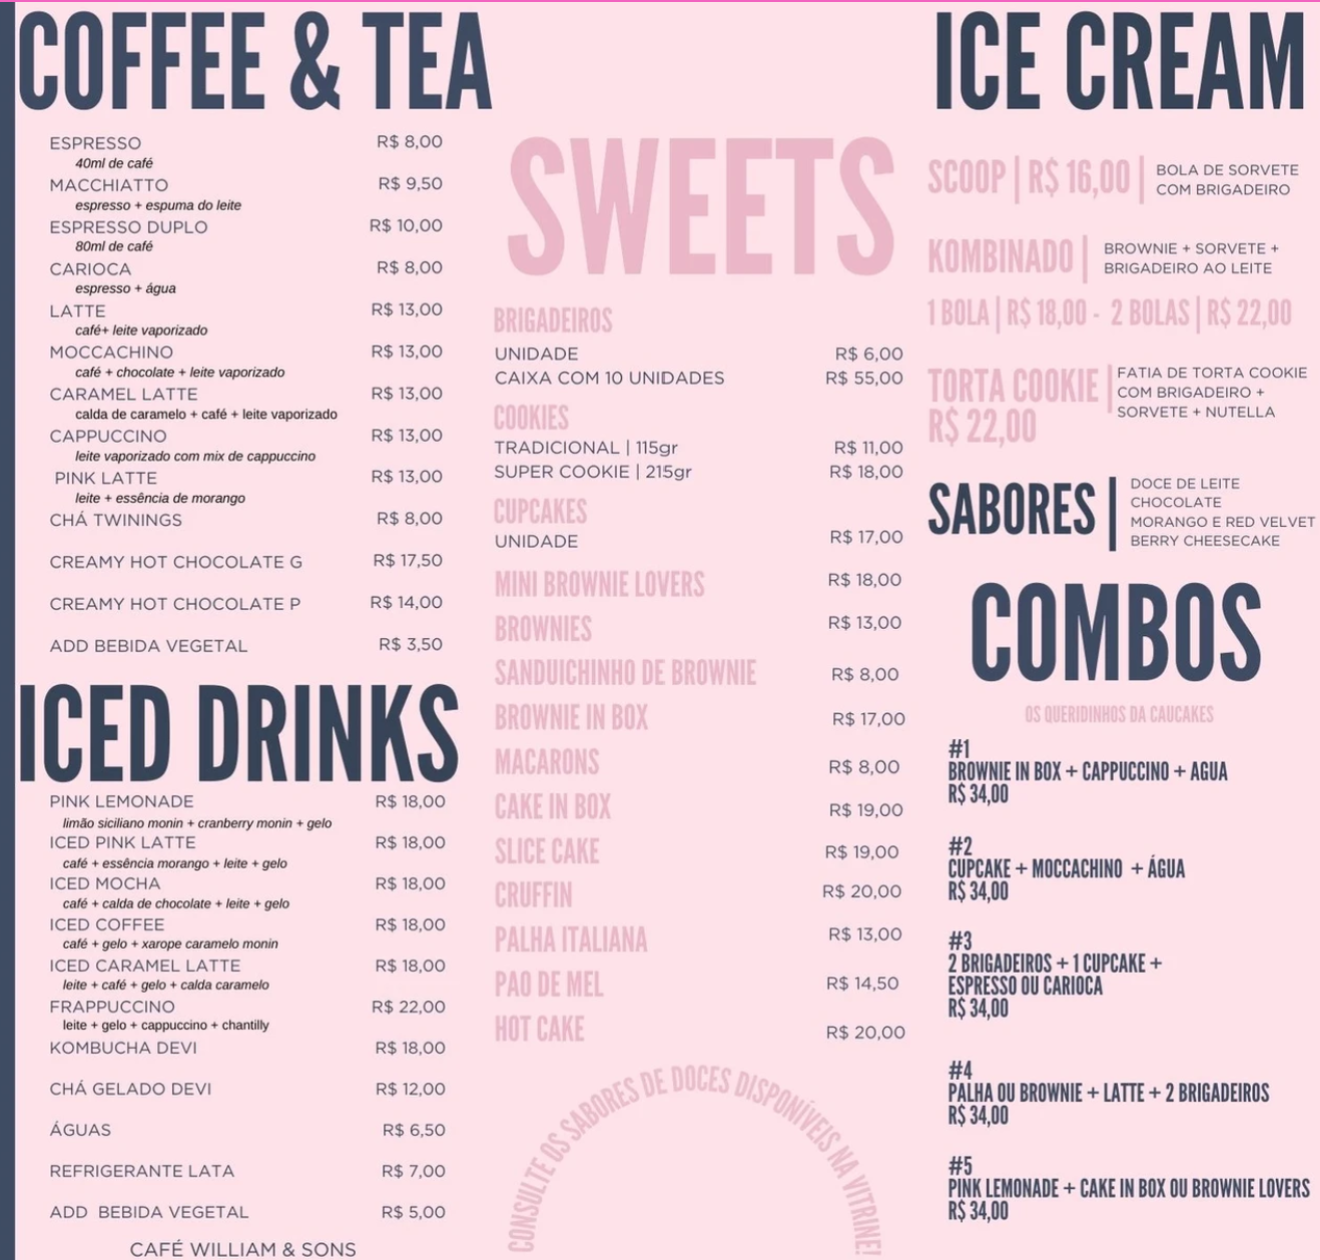 COFFEE & TEA
ESPRESSO R$ 8,00
40ml de café
MACCHIATTO R$ 9,50
espresso + espuma do leite
ESPRESSO DUPLO R$ 10,00
80ml de café
CARIOCA R$ 8,00
espresso + água
LATTE R$ 13,00
café+ leite vaporizado
MOCCACHINO R$ 13,00
café + chocolate + leite vaporizado
CARAMEL LATTE R$ 13,00
calda de caramelo + café + leite vaporizado
CAPPUCCINO R$ 13,00
leite vaporizado com mix de cappuccino
PINK LATTE R$ 13,00
leite + essência de morango
CHÁ TWININGS R$ 8,00
CREAMY HOT CHOCOLATE G R$ 17,50
CREAMY HOT CHOCOLATE P R$ 14,00
ADD BEBIDA VEGETAL R$ 3,50
ICED DRINKS
PINK LEMONADE R$ 18,00
limão siciliano monin + cranberry monin + gelo
ICED PINK LATTE R$ 18,00
café + essência morango + leite + gelo
ICED MOCHA R$ 18,00
café + calda de chocolate + leite + gelo
ICED COFFEE R$ 18,00
café + gelo + xarope caramelo monin
ICED CARAMEL LATTE R$ 18,00
leite + café + gelo + calda caramelo
FRAPPUCCINO R$ 22,00
leite + gelo + cappuccino + chantilly
KOMBUCHA DEVI R$ 18,00
CHÁ GELADO DEVI R$ 12,00
ÁGUAS R$ 6,50
REFRIGERANTE LATA R$ 7,00
ADD BEBIDA VEGETAL R$ 5,00
CAFÉ WILLIAM & SONS
SWEETS
BRIGADEIROS
UNIDADE R$ 6,00
CAIXA COM 10 UNIDADES R$ 55,00
COOKIES
TRADICIONAL | 115gr R$ 11,00
SUPER COOKIE | 215gr R$ 18,00
CUPCAKES
UNIDADE R$ 17,00
MINI BROWNIE LOVERS R$ 18,00
BROWNIES R$ 13,00
SANDUICHINHO DE BROWNIE R$ 8,00
BROWNIE IN BOX R$ 17,00
MACARONS R$ 8,00
CAKE IN BOX R$ 19,00
SLICE CAKE R$ 19,00
CRUFFIN R$ 20,00
PALHA ITALIANA R$ 13,00
PAO DE MEL R$ 14,50
HOT CAKE R$ 20,00
CONSULTE OS SABORES DE DOCES DISPONÍVEIS NA VITRINE!
ICE CREAM
SCOOP | R$ 16,00 | BOLA DE SORVETE
COM BRIGADEIRO
KOMBINADO | BROWNIE + SORVETE +
BRIGADEIRO AO LEITE
1 BOLA | R$ 18,00 - 2 BOLAS | R$ 22,00
TORTA COOKIE | FATIA DE TORTA COOKIE
COM BRIGADEIRO +
SORVETE + NUTELLA
R$ 22,00
SABORES | DOCE DE LEITE
CHOCOLATE
MORANGO E RED VELVET
BERRY CHEESECAKE
COMBOS
OS QUERIDINHOS DA CAUCAKES
#1
BROWNIE IN BOX + CAPPUCCINO + AGUA
R$ 34,00
#2
CUPCAKE + MOCCACHINO + ÁGUA
R$ 34,00
#3
2 BRIGADEIROS + 1 CUPCAKE +
ESPRESSO OU CARIOCA
R$ 34,00
#4
PALHA OU BROWNIE + LATTE + 2 BRIGADEIROS
R$ 34,00
#5
PINK LEMONADE + CAKE IN BOX OU BROWNIE LOVERS
R$ 34,00